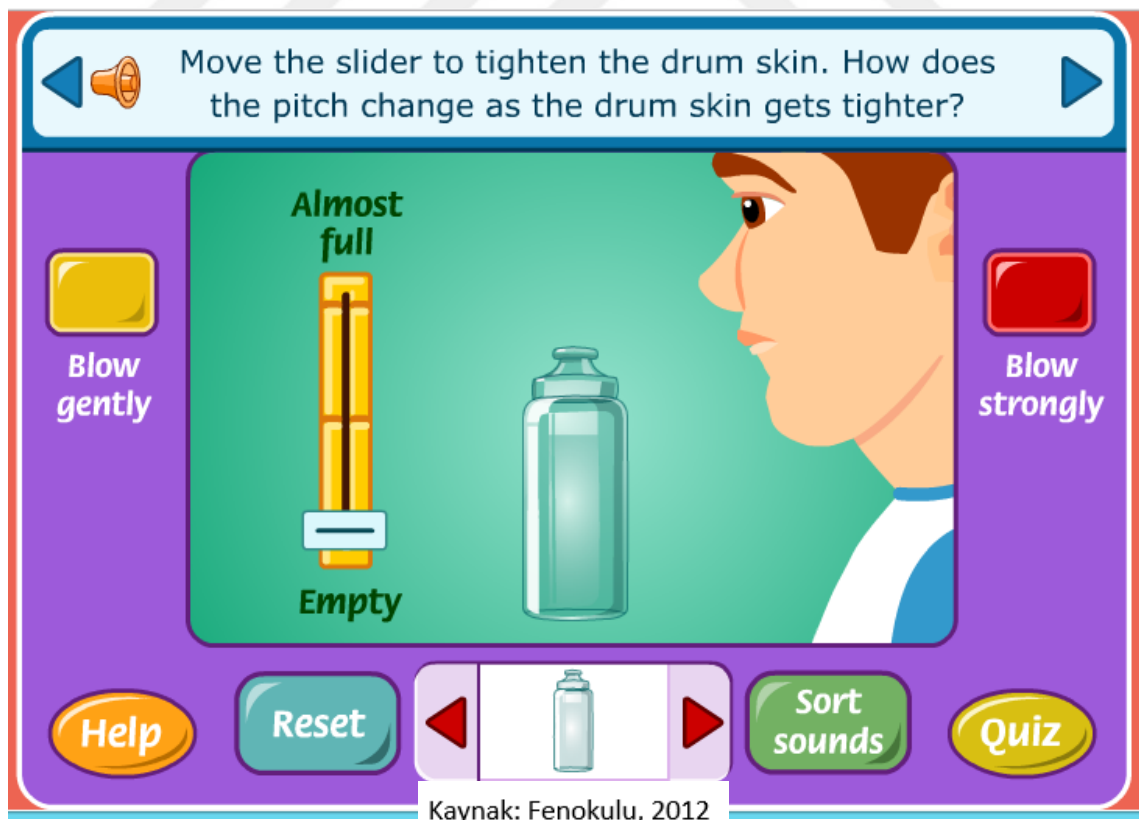 Move the slider to tighten the drum skin. How does
the pitch change as the drum skin gets tighter?
Almost
full
Blow
gently
Blow
strongly
Empty
Help
Reset
Sort
sounds
Quiz
Kaynak: Fenokulu, 2012